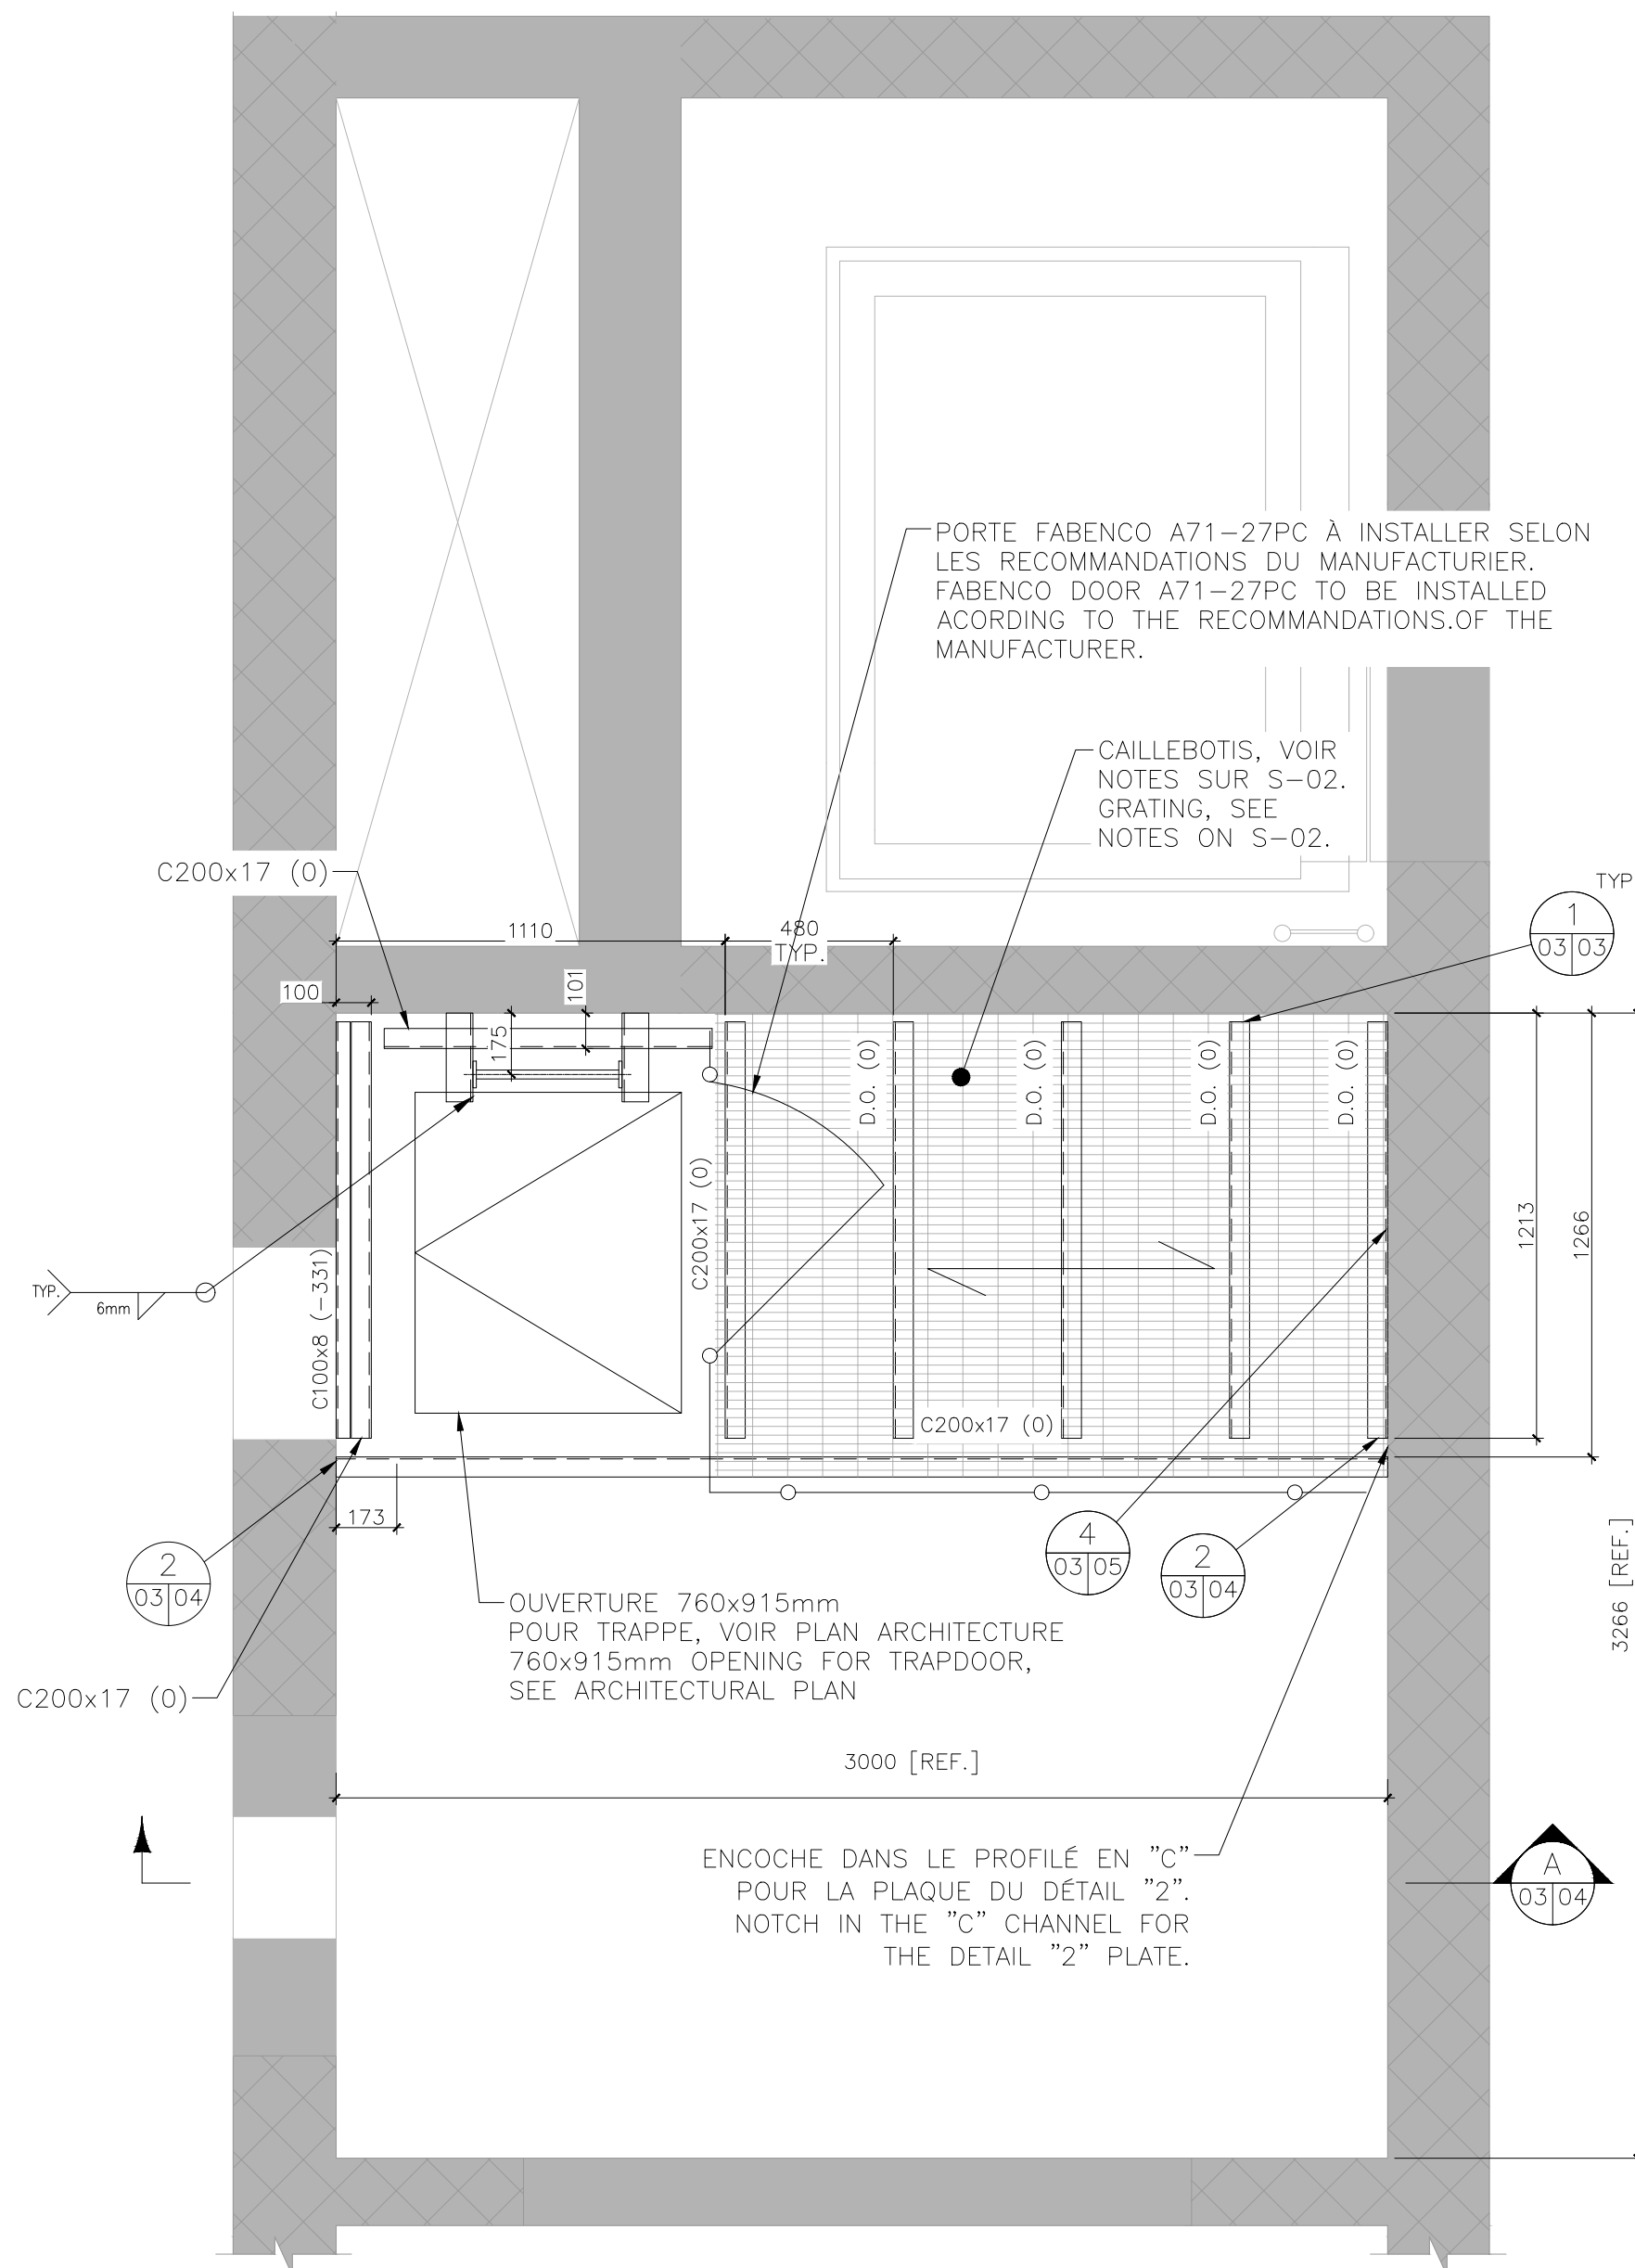 PORTE FABENCO A71-27PC À INSTALLER SELON
LES RECOMMANDATIONS DU MANUFACTURIER.
FABENCO DOOR A71-27PC TO BE INSTALLED
ACORDING TO THE RECOMMANDATIONS.OF THE
MANUFACTURER.
CAILLEBOTIS, VOIR
NOTES SUR S-02.
GRATING, SEE
NOTES ON S-02.
C200x17 (0)
TYP
1
03 03
1110
480
TYP.
100
101
175
D.O. (0)
D.O. (0)
D.O. (0)
D.O. (0)
C200x17 (0)
1213
1266
C100x8 (-331)
TYP.
6mm
C200x17 (0)
173
2
03 04
4
03 05
2
03 04
3266 [REF.]
OUVERTURE 760x915mm
POUR TRAPPE, VOIR PLAN ARCHITECTURE
760x915mm OPENING FOR TRAPDOOR,
SEE ARCHITECTURAL PLAN
C200x17 (0)
3000 [REF.]
ENCOCHE DANS LE PROFILÉ EN "C"
POUR LA PLAQUE DU DÉTAIL "2".
NOTCH IN THE "C" CHANNEL FOR
THE DETAIL "2" PLATE.
A
03 04